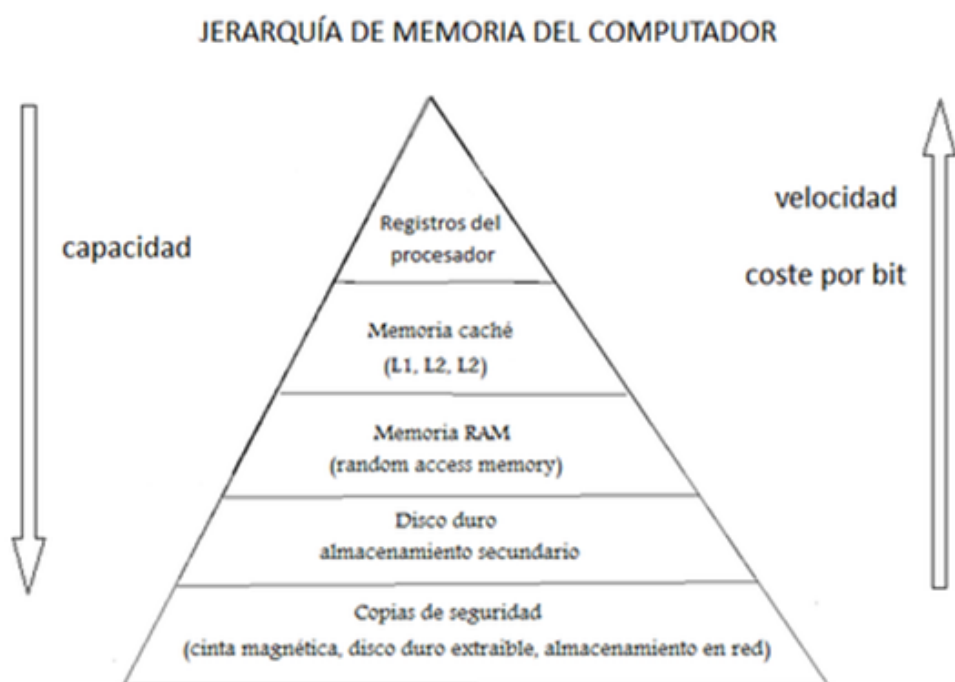 JERARQUÍA DE MEMORIA DEL COMPUTADOR
capacidad
velocidad
coste por bit
Registros del
procesador
Memoria caché
(L1, L2, L2)
Memoria RAM
(random access memory)
Disco duro
almacenamiento secundario
Copias de seguridad
(cinta magnética, disco duro extraible, almacenamiento en red)